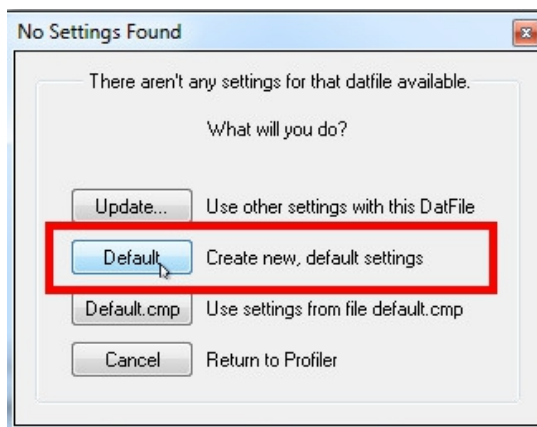 No Settings Found
There aren't any settings for that datfile available.
What will you do?
Update... Use other settings with this DatFile
Default Create new, default settings
Default.cmp Use settings from file default.cmp
Cancel Return to Profiler